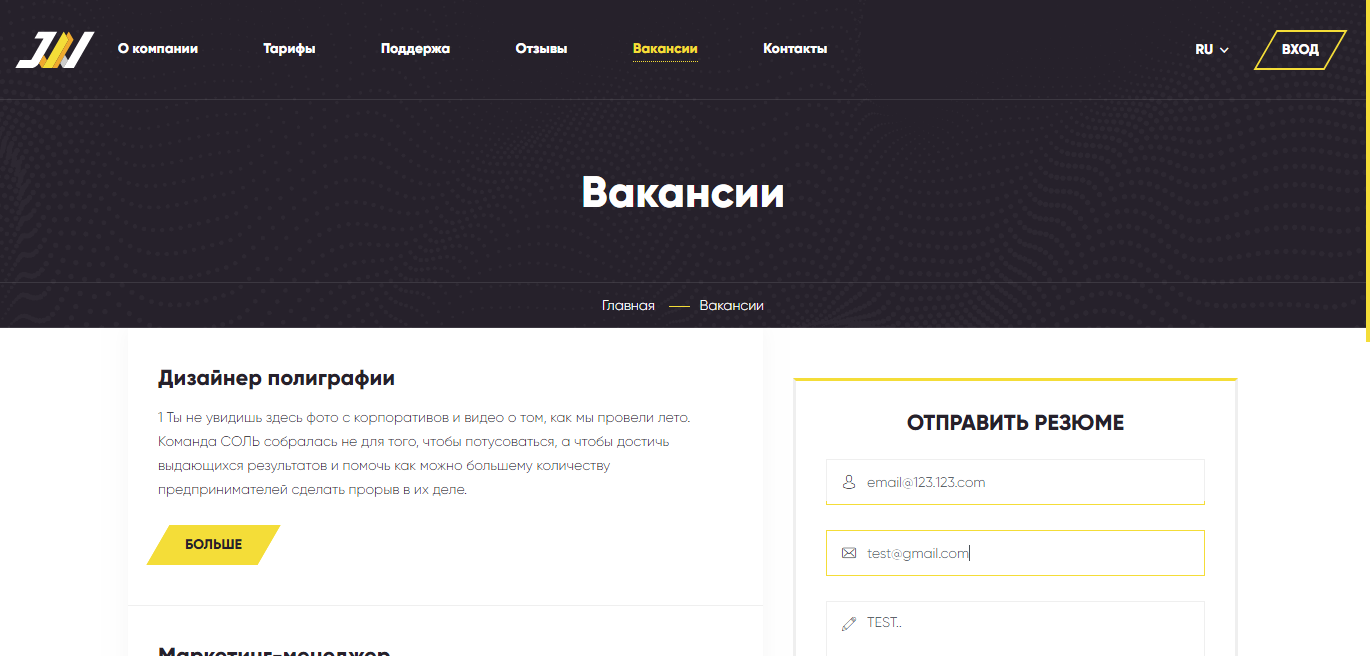 JW
О компании
Тарифы
Поддержа
Отзывы
Вакансии
Контакты
RU
ВХОД
Вакансии
Главная — Вакансии
Дизайнер полиграфии
1 Ты не увидишь здесь фото с корпоративов и видео о том, как мы провели лето.
Команда СОЛЬ собралась не для того, чтобы потусоваться, а чтобы достичь
выдающихся результатов и помочь как можно большему количеству
предпринимателей сделать прорыв в их деле.
БОЛЬШЕ
Маркетинг-менеджер
ОТПРАВИТЬ РЕЗЮМЕ
email@123.123.com
test@gmail.com
TEST..